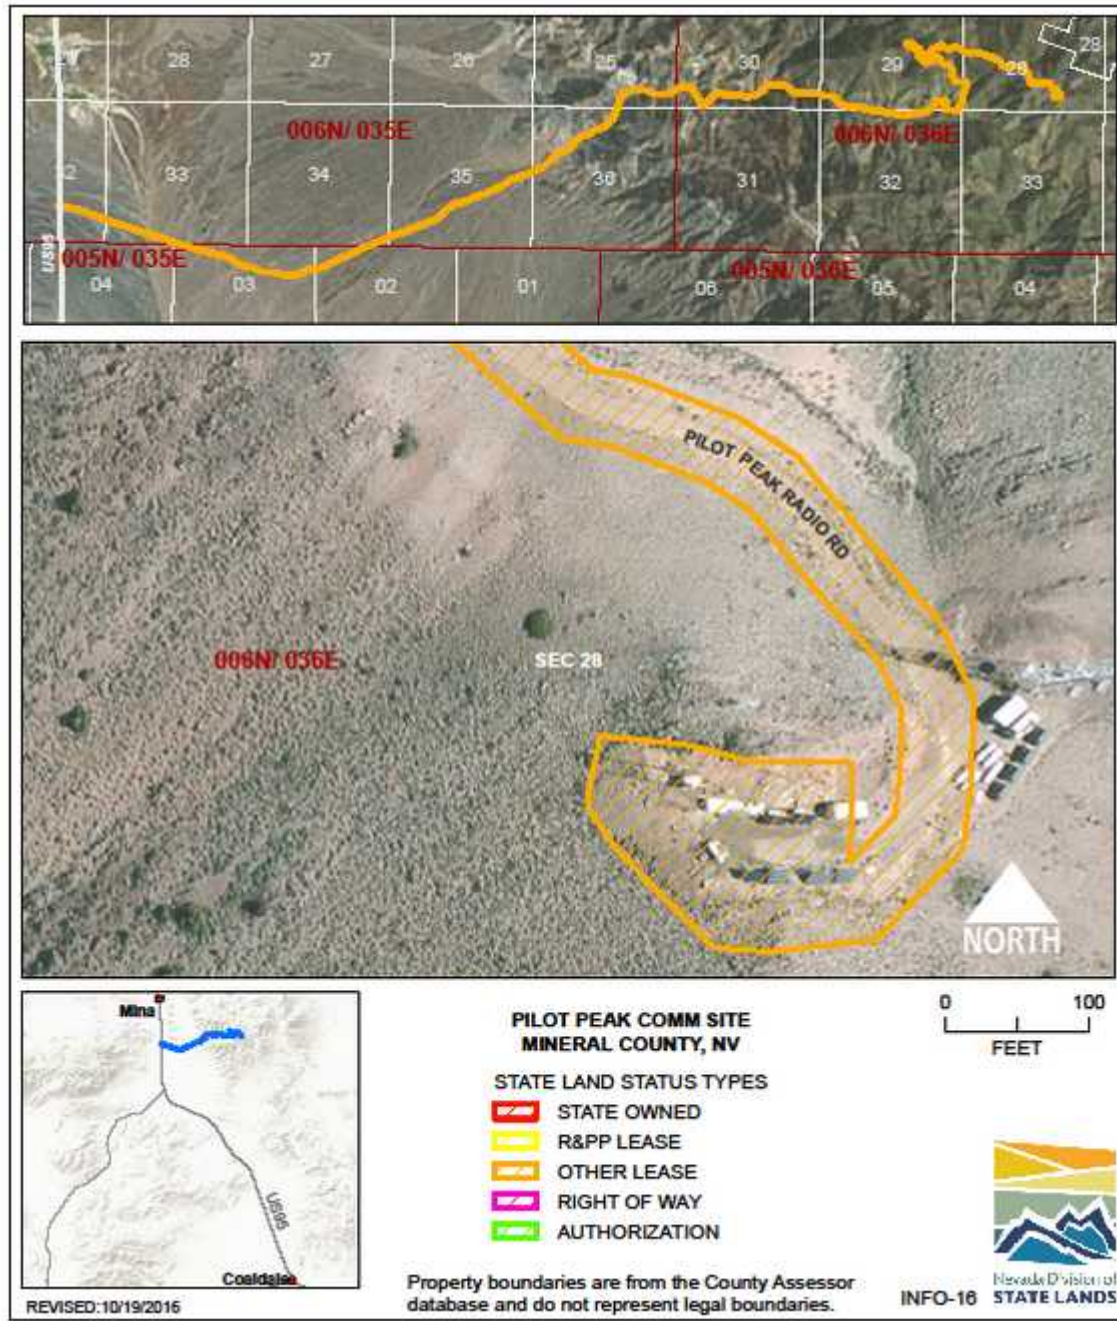 28
27
26
25
30
29
28
28
006N/ 035E
006N/ 036E
33
34
35
36
31
32
33
US95
005N/ 035E
005N/ 036E
04
03
02
01
06
05
04
PILOT PEAK RADIO RD
006N/ 036E
SEC 28
NORTH
Mina
US95
Coaldale
PILOT PEAK COMM SITE
MINERAL COUNTY, NV
STATE LAND STATUS TYPES
STATE OWNED
R&PP LEASE
OTHER LEASE
RIGHT OF WAY
AUTHORIZATION
0 100
FEET
Property boundaries are from the County Assessor
database and do not represent legal boundaries.
REVISED:10/19/2016
INFO-16
Nevada Division of
STATE LANDS